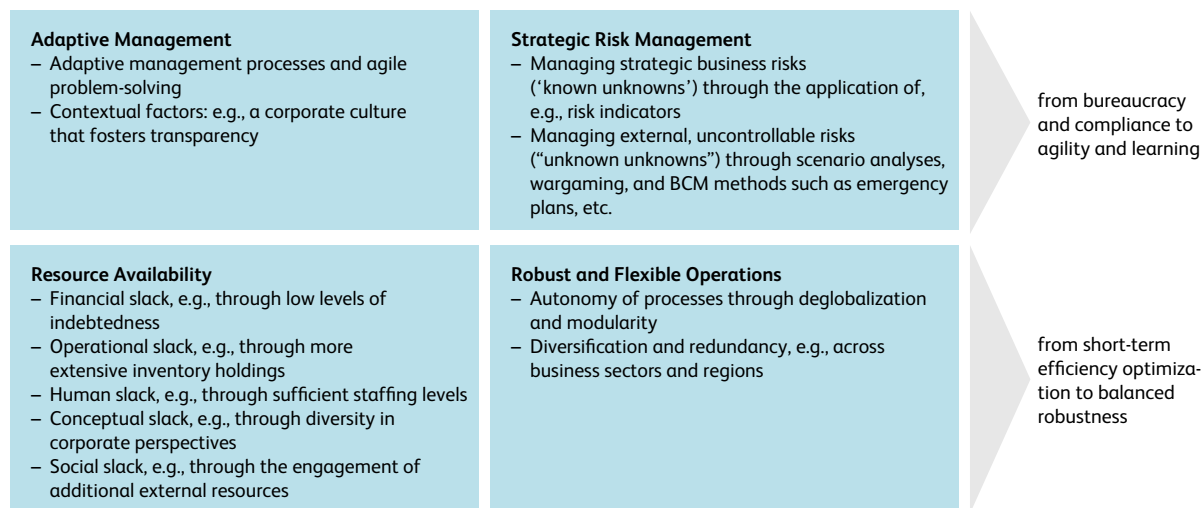 Adaptive Management
– Adaptive management processes and agile
problem-solving
– Contextual factors: e.g., a corporate culture
that fosters transparency
Strategic Risk Management
– Managing strategic business risks
(‘known unknowns’) through the application of,
e.g., risk indicators
– Managing external, uncontrollable risks
(“unknown unknowns”) through scenario analyses,
wargaming, and BCM methods such as emergency
plans, etc.
from bureaucracy
and compliance to
agility and learning
Resource Availability
– Financial slack, e.g., through low levels of
indebtedness
– Operational slack, e.g., through more
extensive inventory holdings
– Human slack, e.g., through sufficient staffing levels
– Conceptual slack, e.g., through diversity in
corporate perspectives
– Social slack, e.g., through the engagement of
additional external resources
Robust and Flexible Operations
– Autonomy of processes through deglobalization
and modularity
– Diversification and redundancy, e.g., across
business sectors and regions
from short-term
efficiency optimiza-
tion to balanced
robustness